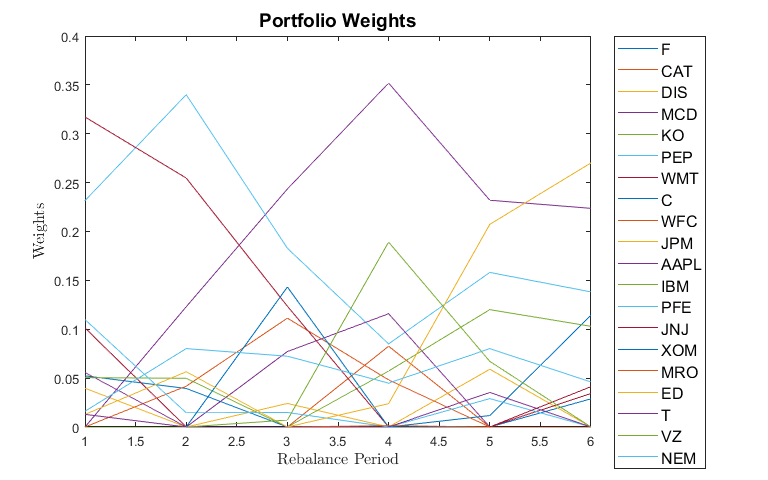 Portfolio Weights
0.4
0.35
0.3
0.25
0.2
0.15
0.1
0.05
0
Weights
1
1.5
2
2.5
3
3.5
4
4.5
5
5.5
6
Rebalance Period
F
CAT
DIS
MCD
KO
PEP
WMT
C
WFC
JPM
AAPL
IBM
PFE
JNJ
XOM
MRO
ED
T
VZ
NEM